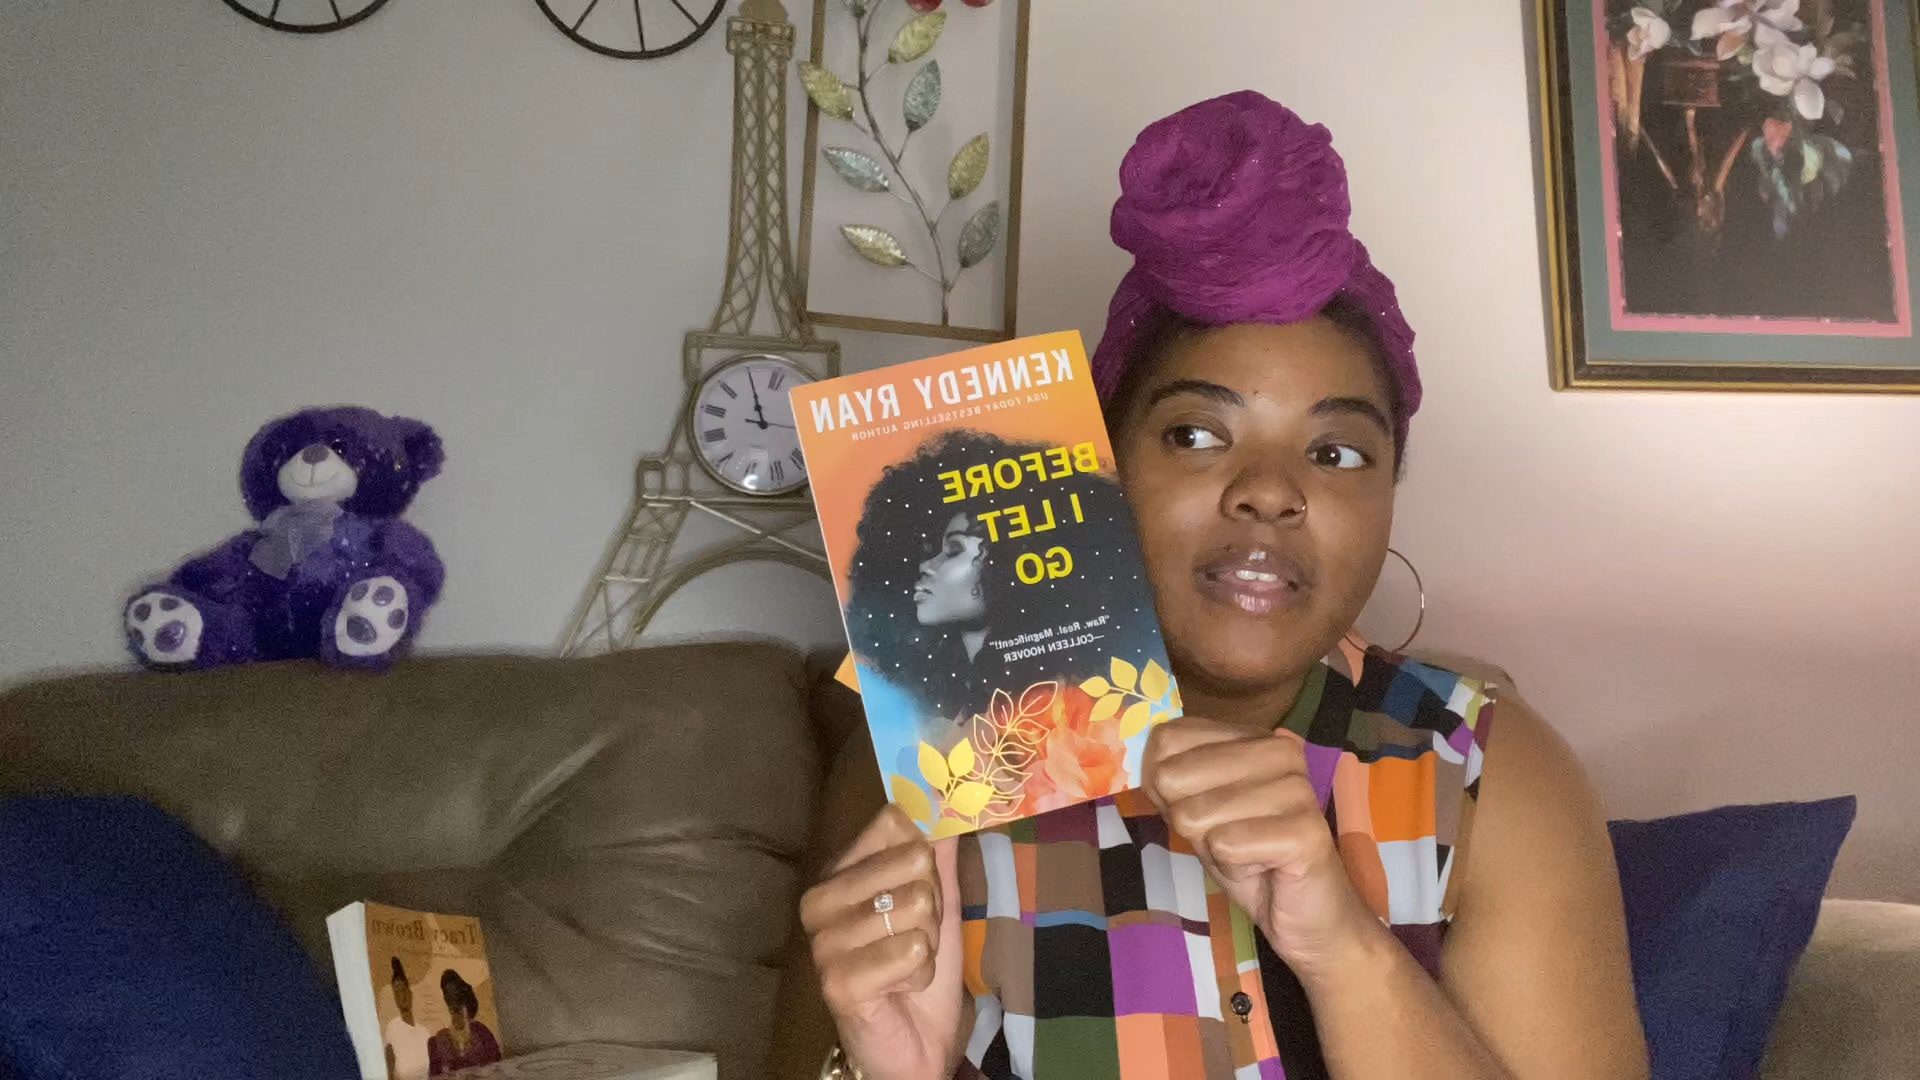 KENNEDY RYAN
USA TODAY BESTSELLING AUTHOR
BEFORE
I LET
GO
"Raw. Real. Magnificent!"
—COLLEEN HOOVER
Tracy Brown